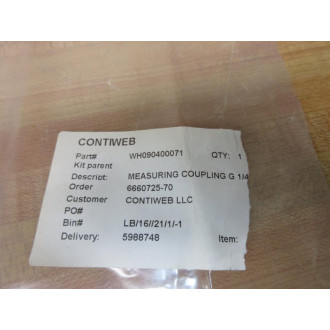 CONTIWEB
Part# WH090400071 QTY: 1
Kit parent
Descript: MEASURING COUPLING G 1/4
Order 6660725-70
Customer CONTIWEB LLC
PO#
Bin# LB/16//21/1/-1
Delivery: 5988748 Item: